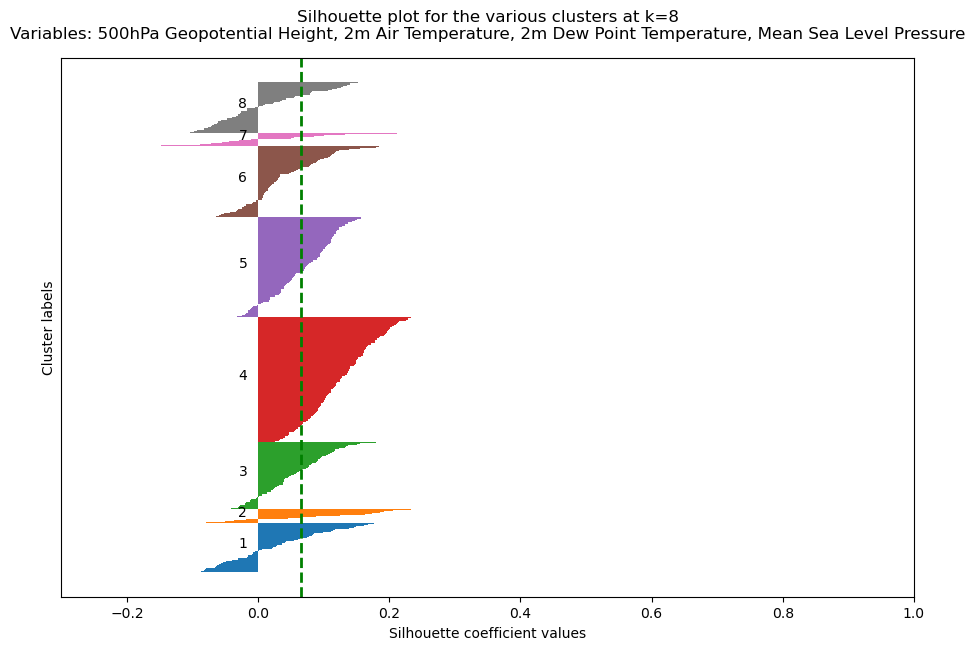 Silhouette plot for the various clusters at k=8
Variables: 500hPa Geopotential Height, 2m Air Temperature, 2m Dew Point Temperature, Mean Sea Level Pressure
8
7
6
5
4
3
2
1
Cluster labels
−0.2 0.0 0.2 0.4 0.6 0.8 1.0
Silhouette coefficient values